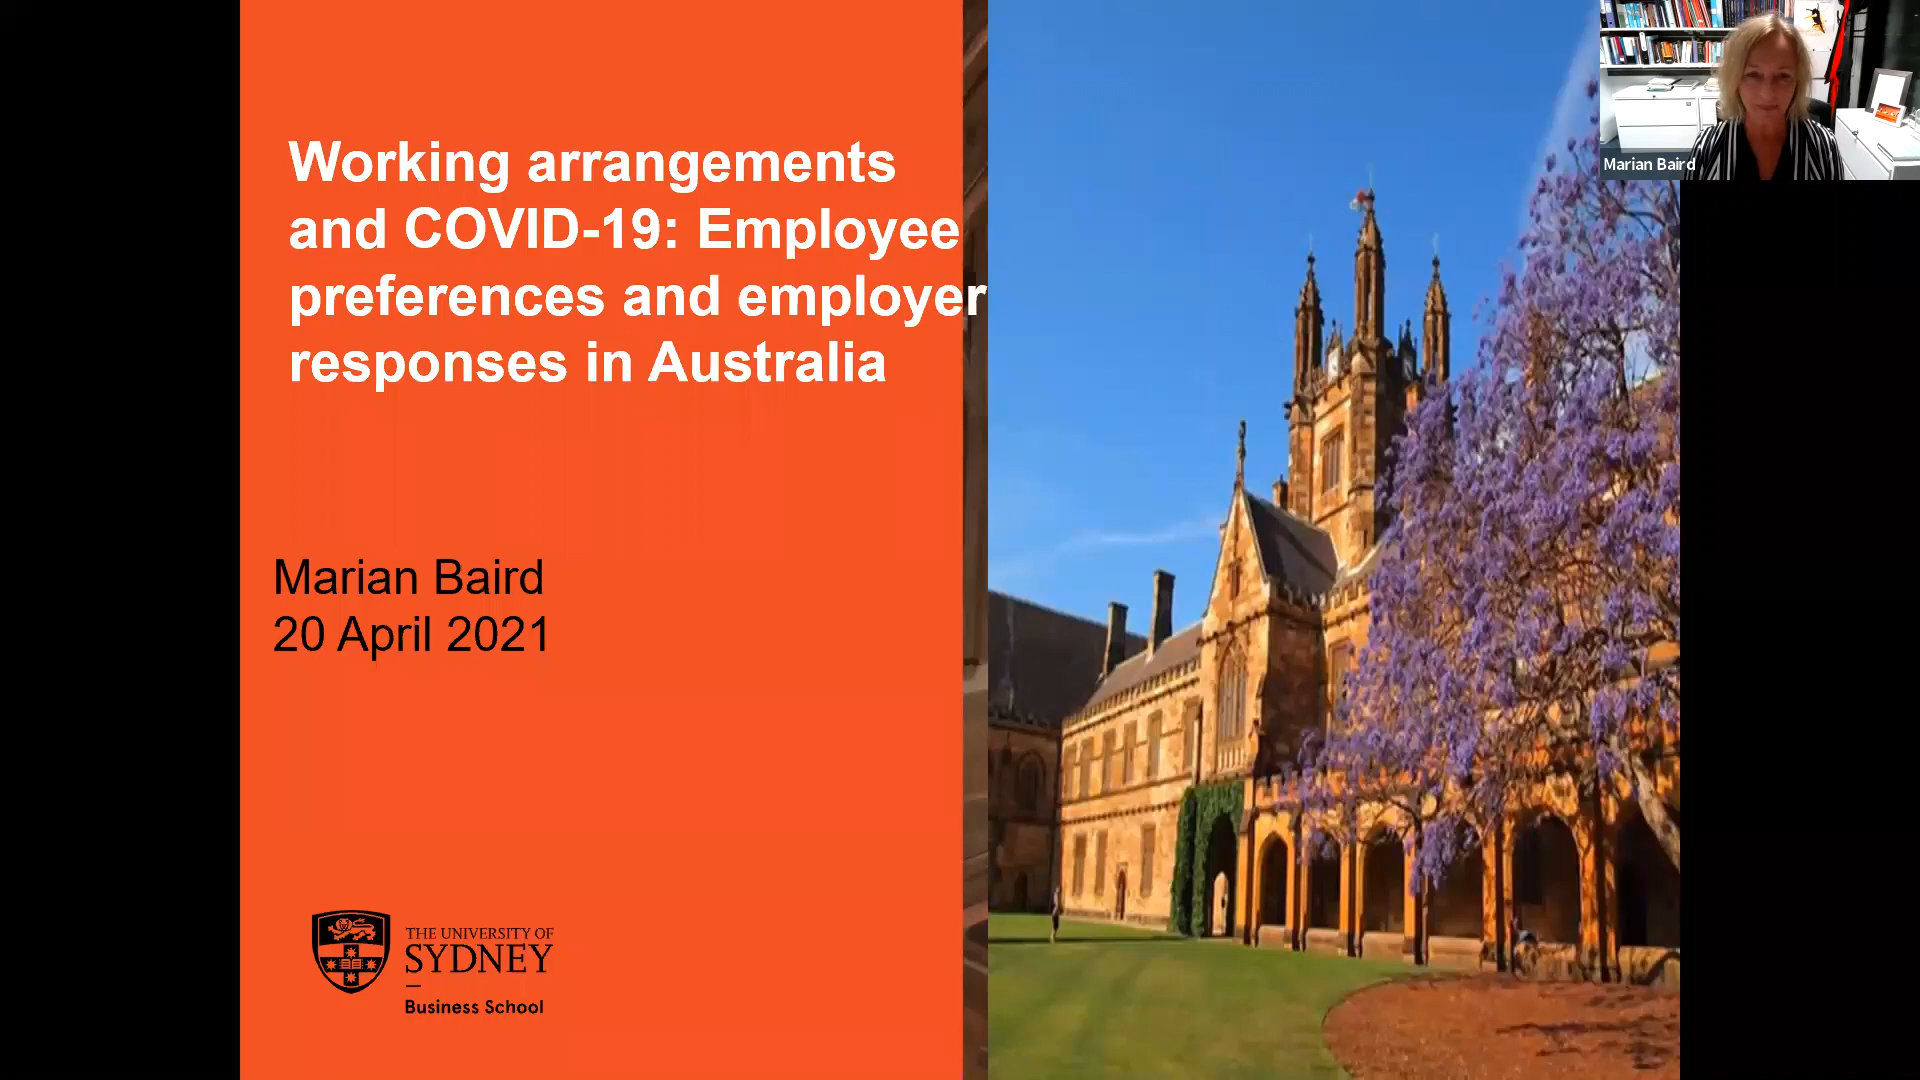 Working arrangements
and COVID-19: Employee
preferences and employer
responses in Australia
Marian Baird
20 April 2021
THE UNIVERSITY OF
SYDNEY
Business School
Marian Baird